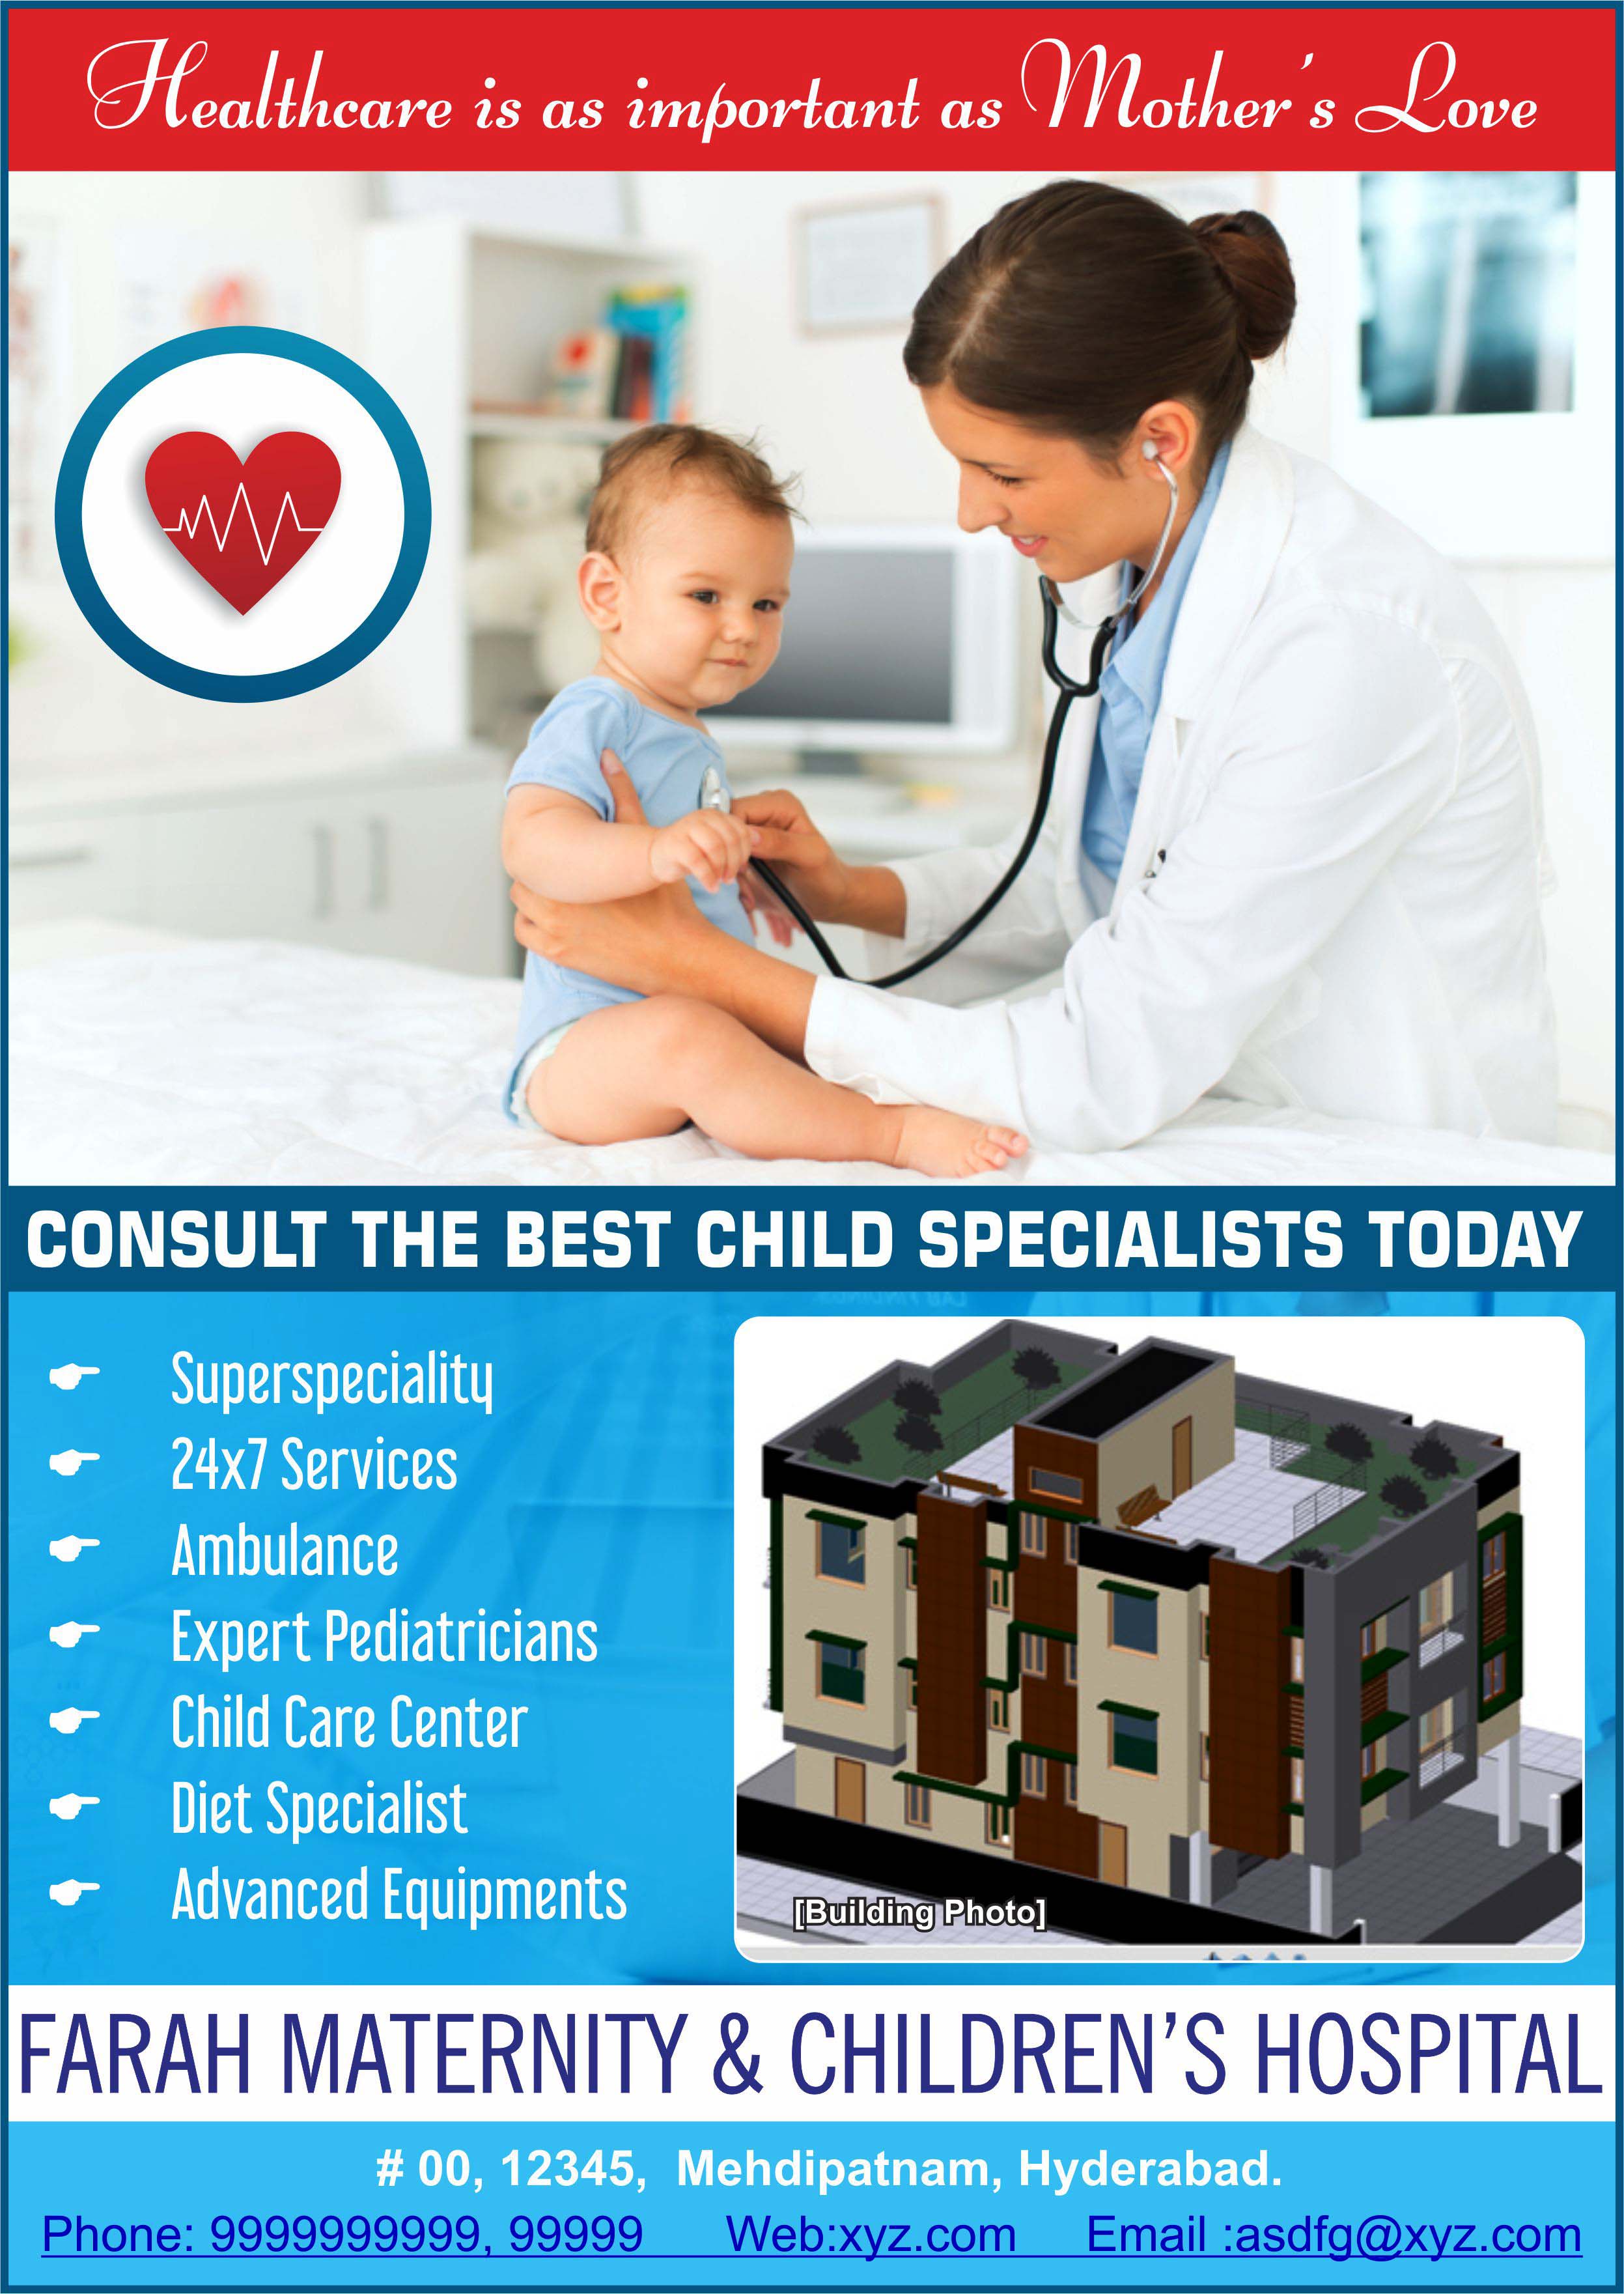 Healthcare is as important as Mother's Love
CONSULT THE BEST CHILD SPECIALISTS TODAY
Superspeciality
24x7 Services
Ambulance
Expert Pediatricians
Child Care Center
Diet Specialist
Advanced Equipments
[Building Photo]
FARAH MATERNITY & CHILDREN'S HOSPITAL
# 00, 12345, Mehdipatnam, Hyderabad.
Phone: 9999999999, 99999 Web:xyz.com Email :asdfg@xyz.com